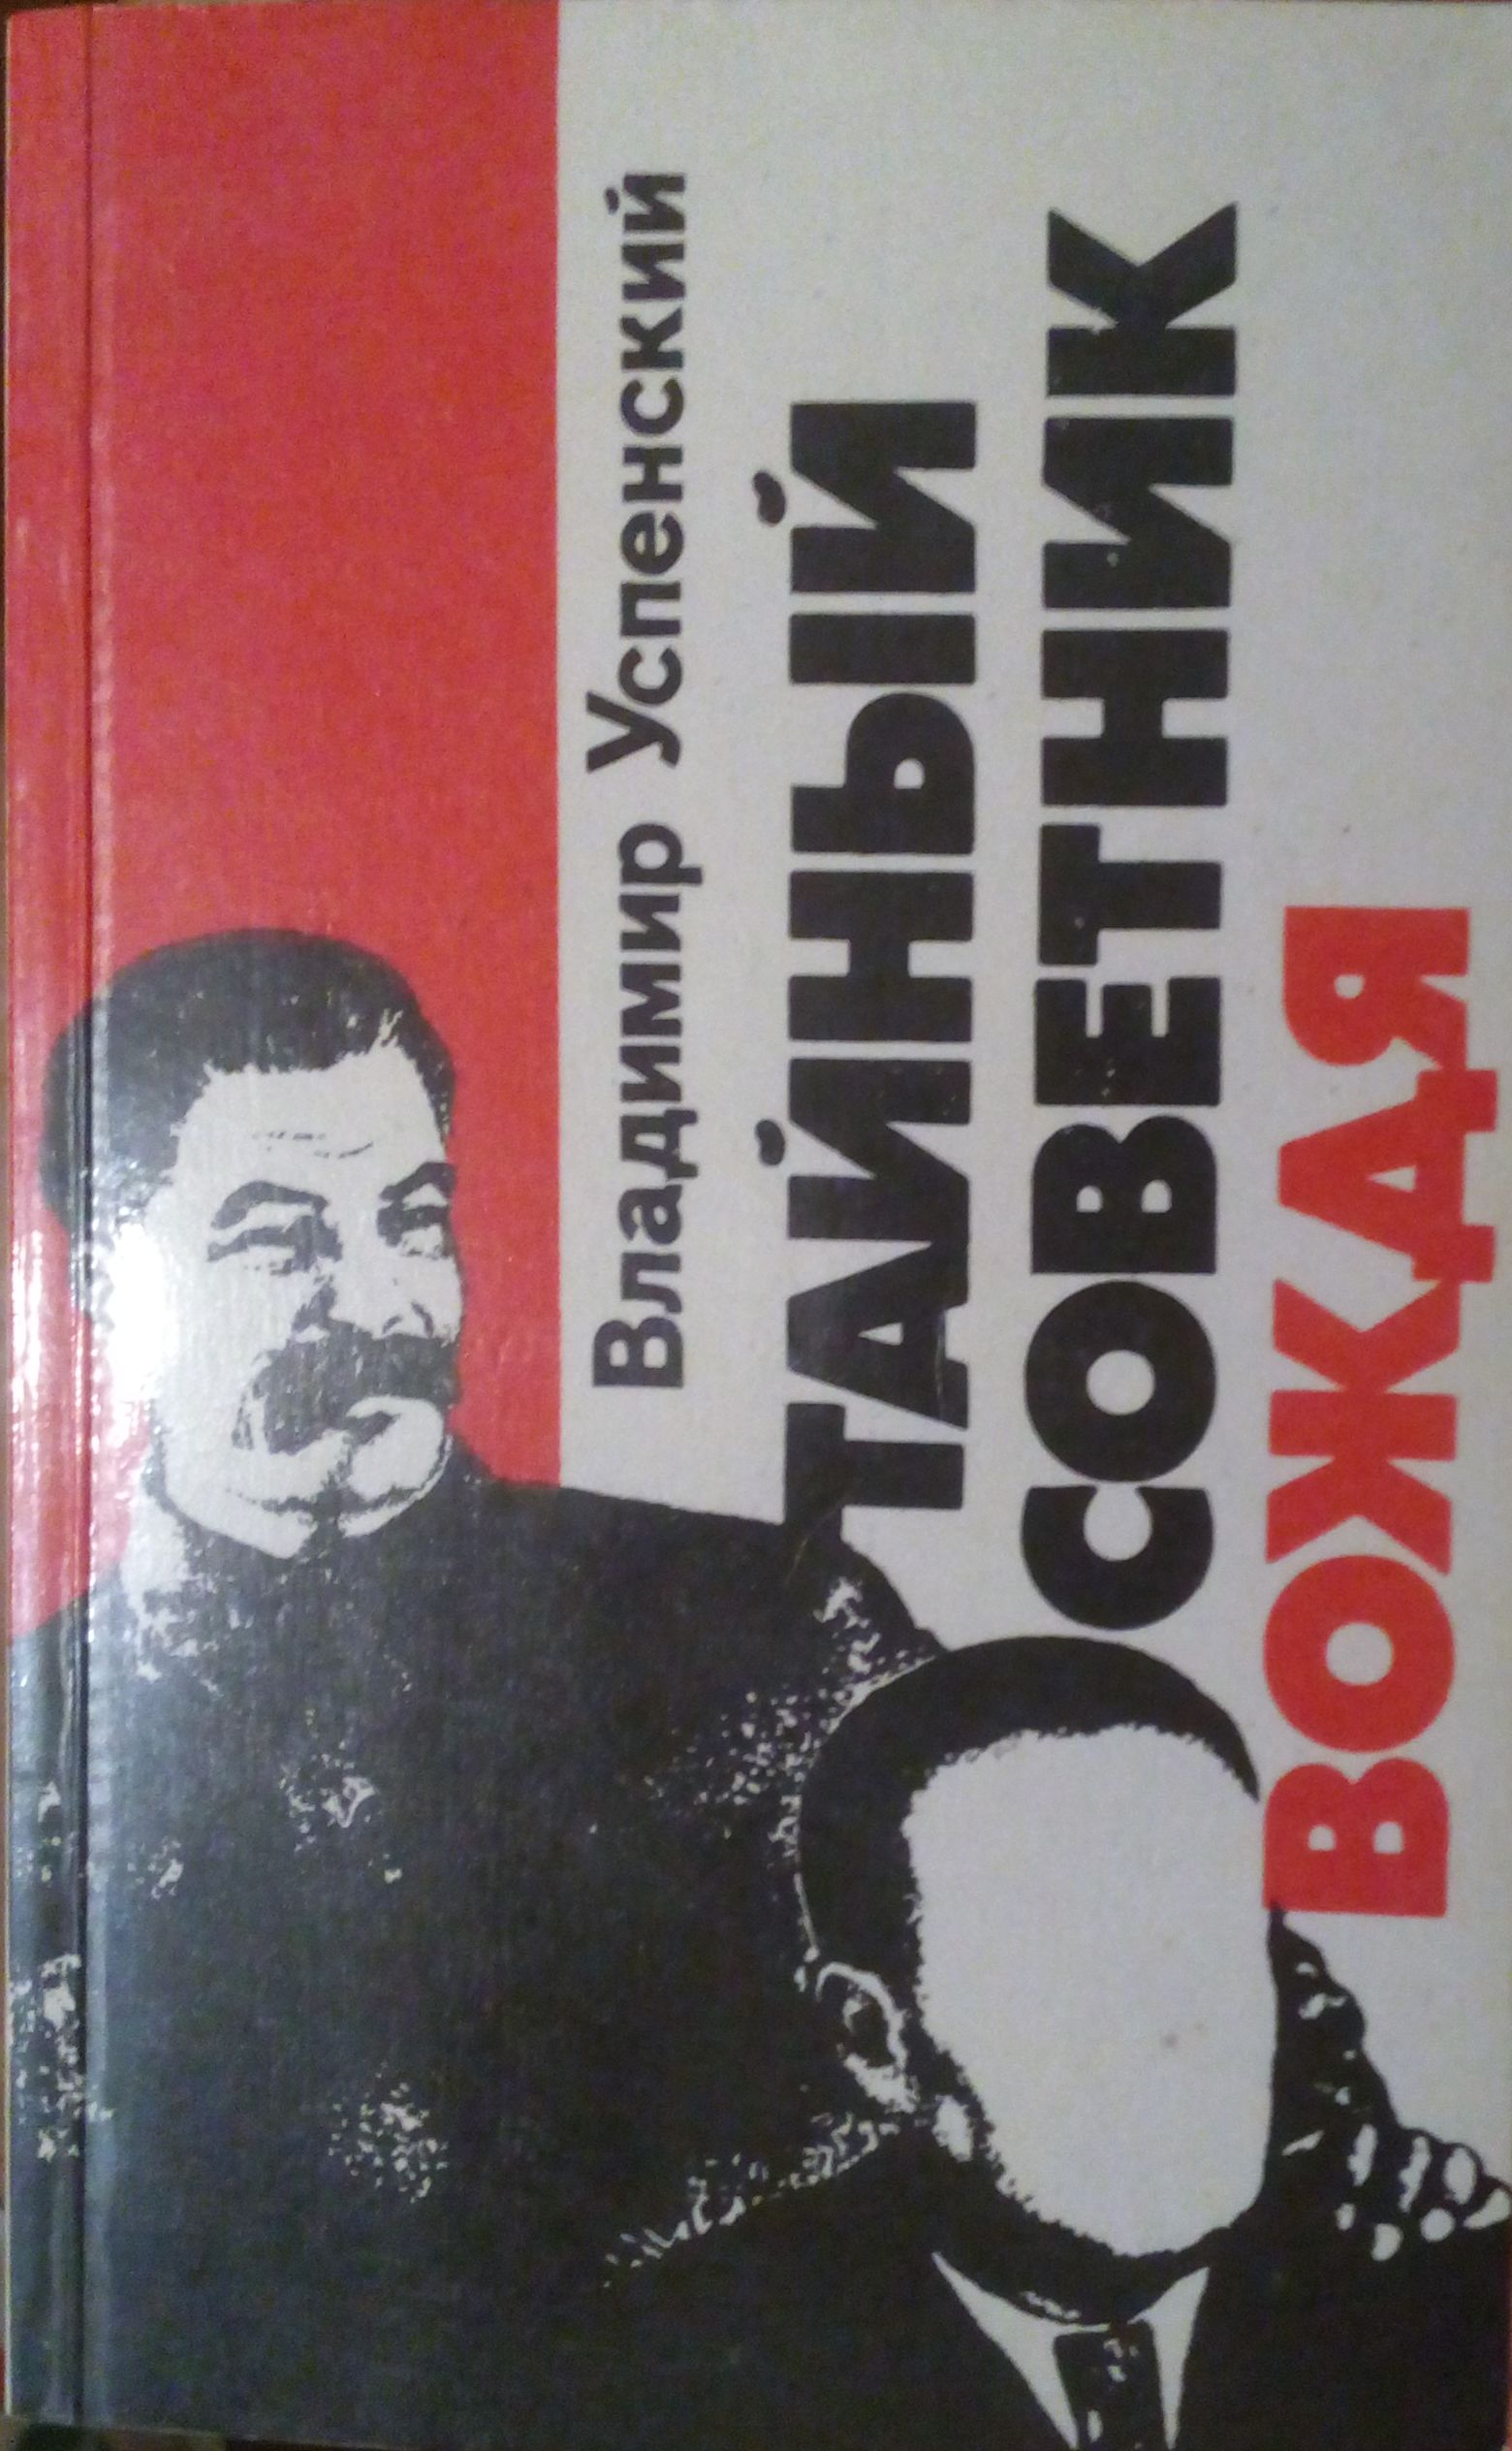 Владимир Успенский
ТАЙНЫЙ
СОВЕТНИК
ВОЖДЯ